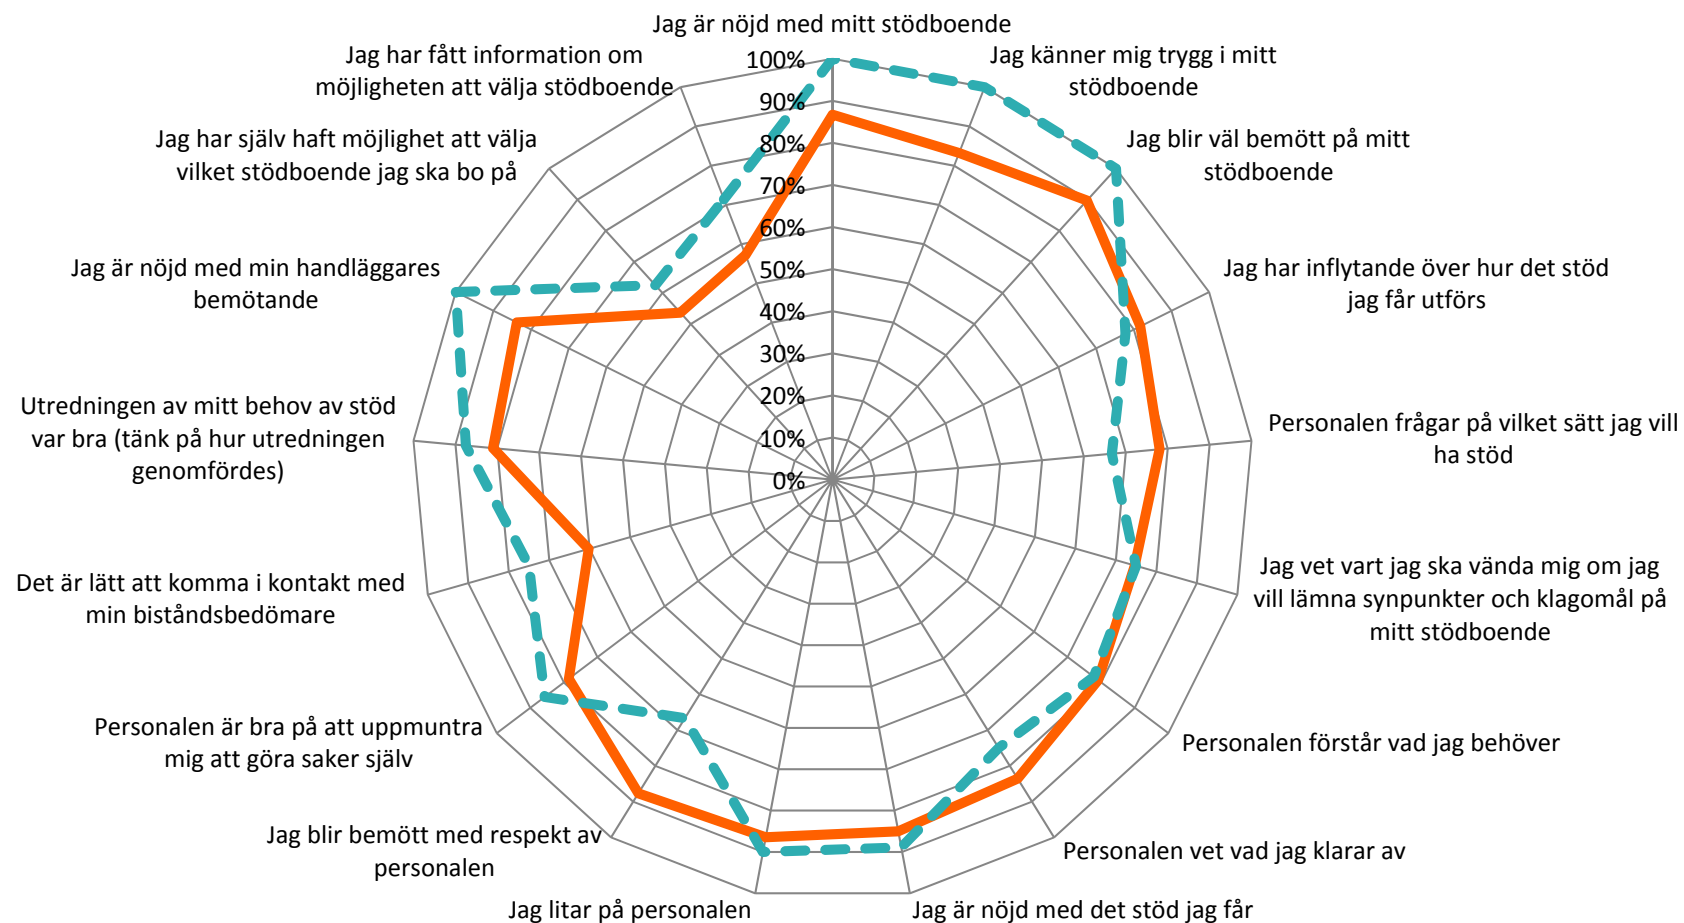 Jag är nöjd med mitt stödboende
Jag känner mig trygg i mitt
stödboende
Jag blir väl bemött på mitt
stödboende
Jag har inflytande över hur det stöd
jag får utförs
Personalen frågar på vilket sätt jag vill
ha stöd
Jag vet vart jag ska vända mig om jag
vill lämna synpunkter och klagomål på
mitt stödboende
Personalen förstår vad jag behöver
Personalen vet vad jag klarar av
Jag är nöjd med det stöd jag får
Jag litar på personalen
Jag blir bemött med respekt av
personalen
Personalen är bra på att uppmuntra
mig att göra saker själv
Det är lätt att komma i kontakt med
min biståndsbedömare
Utredningen av mitt behov av stöd
var bra (tänk på hur utredningen
genomfördes)
Jag är nöjd med min handläggares
bemötande
Jag har själv haft möjlighet att välja
vilket stödboende jag ska bo på
Jag har fått information om
möjligheten att välja stödboende
100%
90%
80%
70%
60%
50%
40%
30%
20%
10%
0%